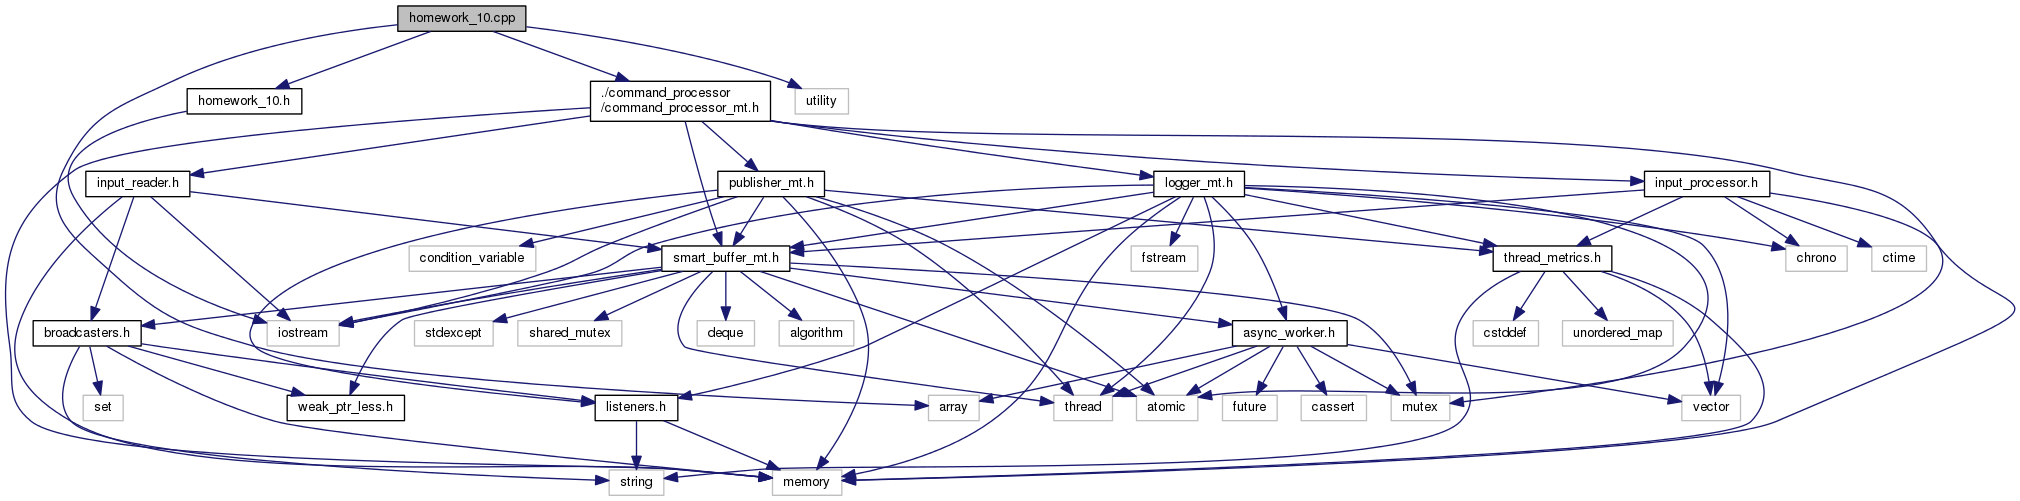 homework_10.cpp
homework_10.h
./command_processor
/command_processor_mt.h
utility
input_reader.h
publisher_mt.h
logger_mt.h
input_processor.h
condition_variable
smart_buffer_mt.h
fstream
thread_metrics.h
chrono
ctime
broadcasters.h
iostream
stdexcept
shared_mutex
deque
algorithm
async_worker.h
cstddef
unordered_map
set
weak_ptr_less.h
listeners.h
array
thread
atomic
future
cassert
mutex
vector
string
memory